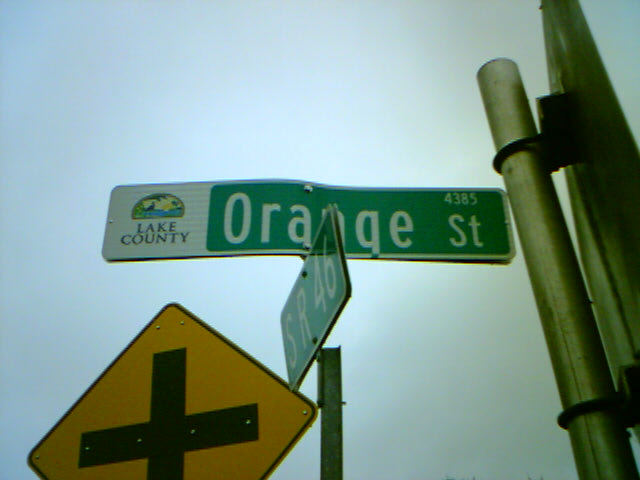 LAKE
COUNTY
Orange St
4385
SR 46